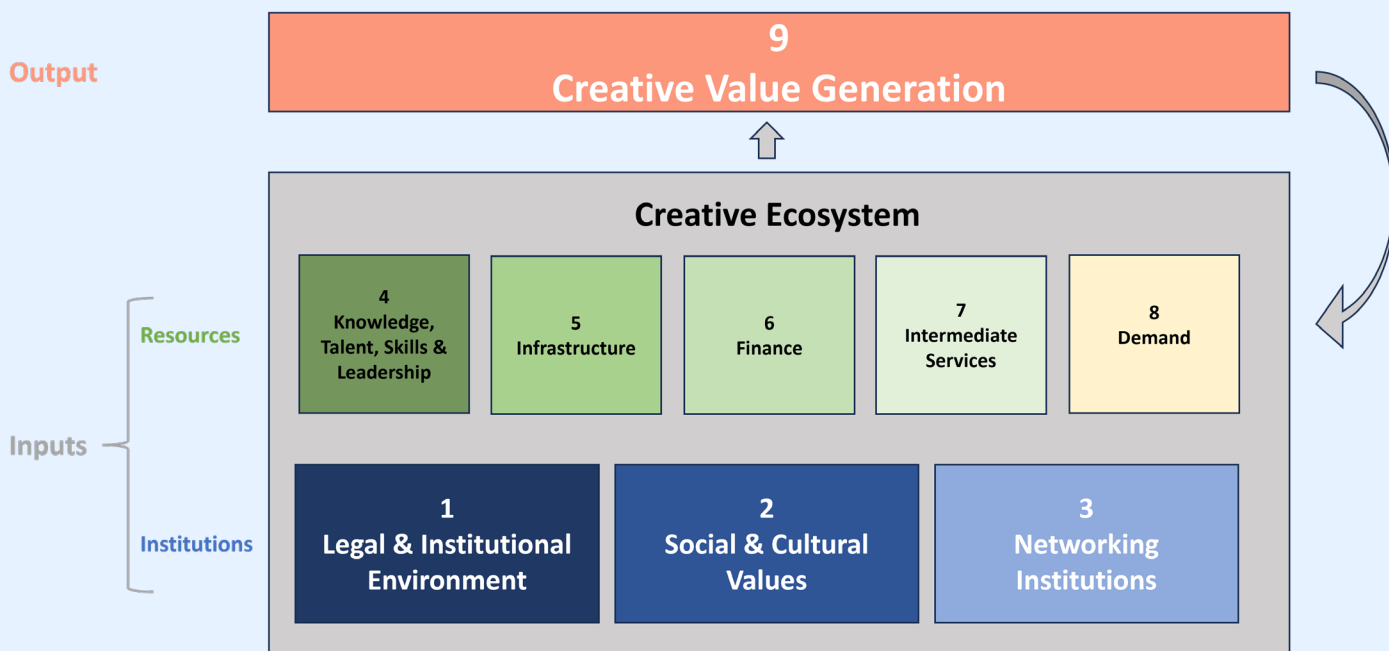 Output
9
Creative Value Generation
Creative Ecosystem
Inputs
Resources
4
Knowledge,
Talent, Skills &
Leadership
5
Infrastructure
6
Finance
7
Intermediate
Services
8
Demand
Institutions
1
Legal & Institutional
Environment
2
Social & Cultural
Values
3
Networking
Institutions